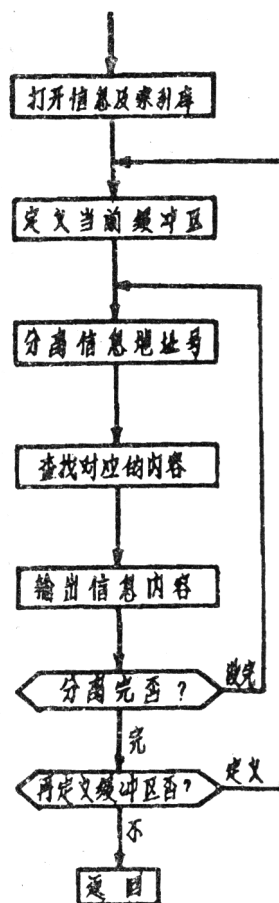 打开信息及索引库
定义当前缓冲区
分离信息地址号
查找对应的内容
输出信息内容
分离完否?
没完
完
再定义缓冲区否?
定义
不
返回